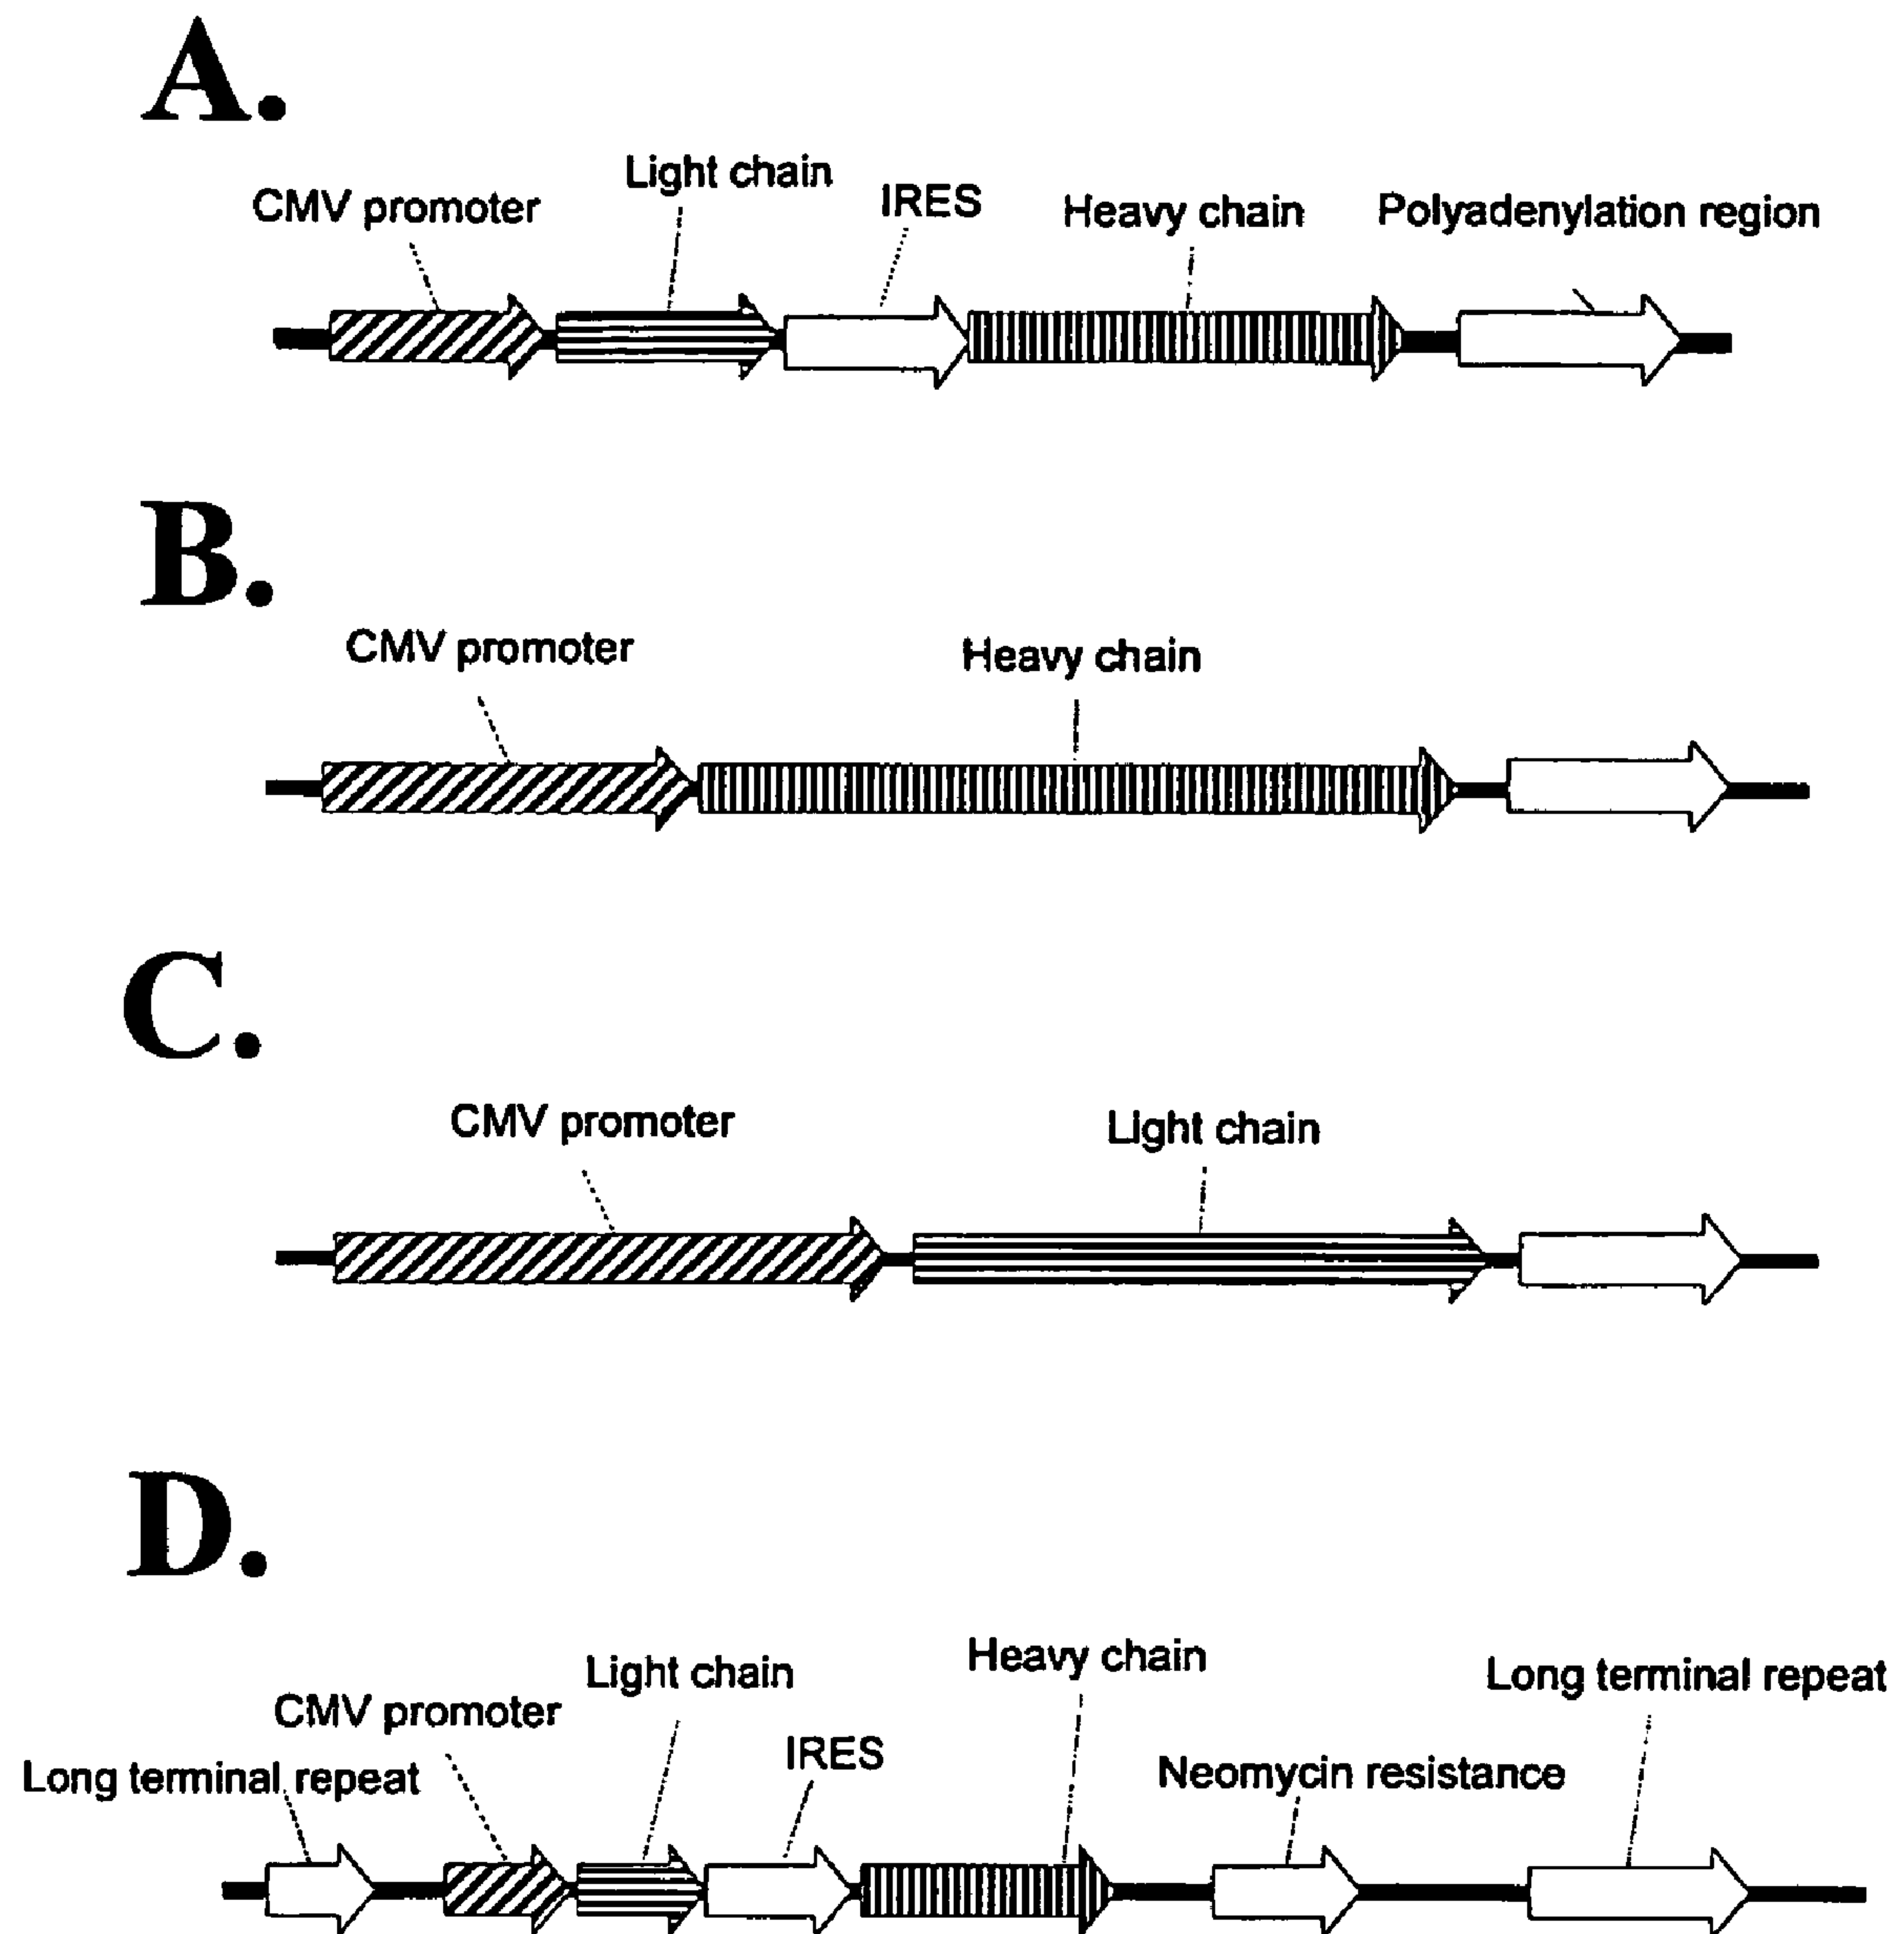 A.
Light chain
IRES
CMV promoter
Heavy chain
Polyadenylation region
B.
CMV promoter
Heavy chain
C.
CMV promoter
Light chain
D.
Heavy chain
Light chain
Long terminal repeat
CMV promoter
IRES
Long terminal repeat
Neomycin resistance